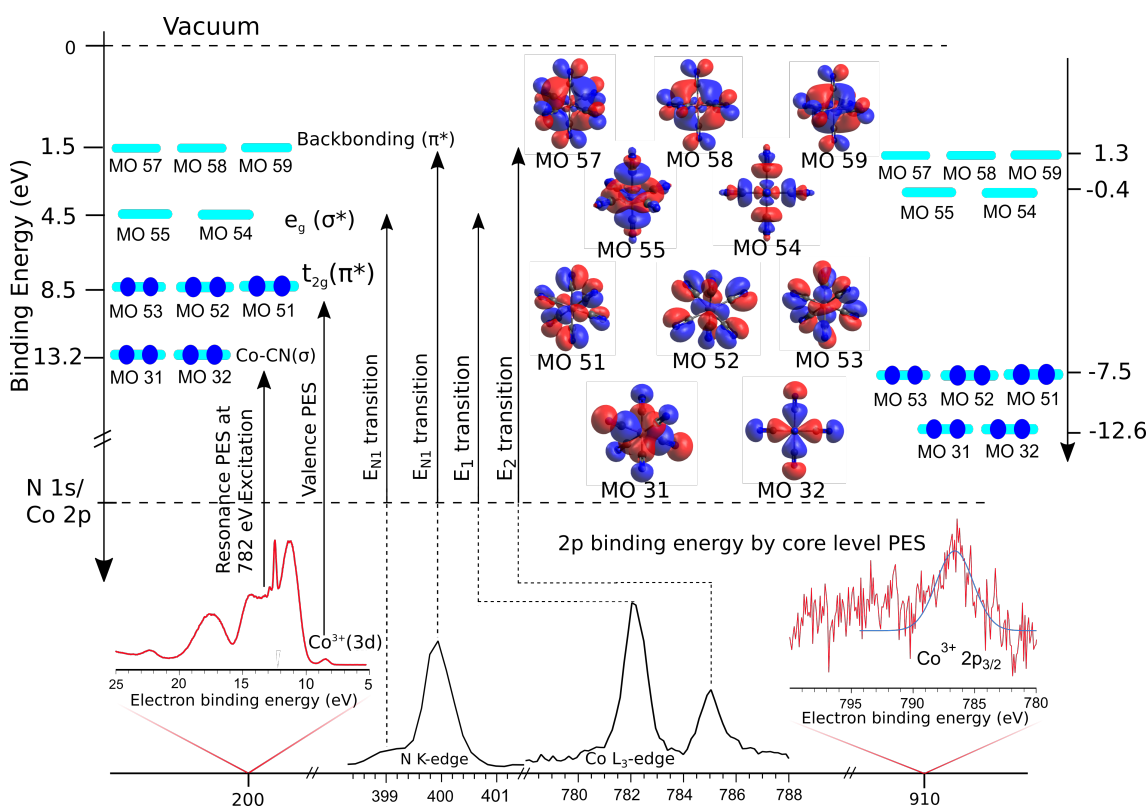 Vacuum
0
Binding Energy (eV)
1.5
4.5
8.5
13.2
N 1s/
Co 2p
MO 57
MO 58
MO 59
Backbonding (π*)
MO 55
MO 54
e_g (σ*)
MO 53
MO 52
MO 51
t_2g(π*)
MO 31
MO 32
Co-CN(σ)
Resonance PES at
782 eV Excitation
Valence PES
E_N1 transition
E_N1 transition
E_1 transition
E_2 transition
MO 57
MO 58
MO 59
MO 55
MO 54
MO 51
MO 52
MO 53
MO 31
MO 32
MO 57
MO 58
MO 59
MO 55
MO 54
MO 53
MO 52
MO 51
MO 31
MO 32
1.3
-0.4
-7.5
-12.6
2p binding energy by core level PES
Co³⁺(3d)
25 20 15 10 5
Electron binding energy (eV)
N K-edge
Co L₃-edge
Co³⁺ 2p_3/2
795 790 785 780
Electron binding energy (eV)
200 399 400 401 780 782 784 786 788 910